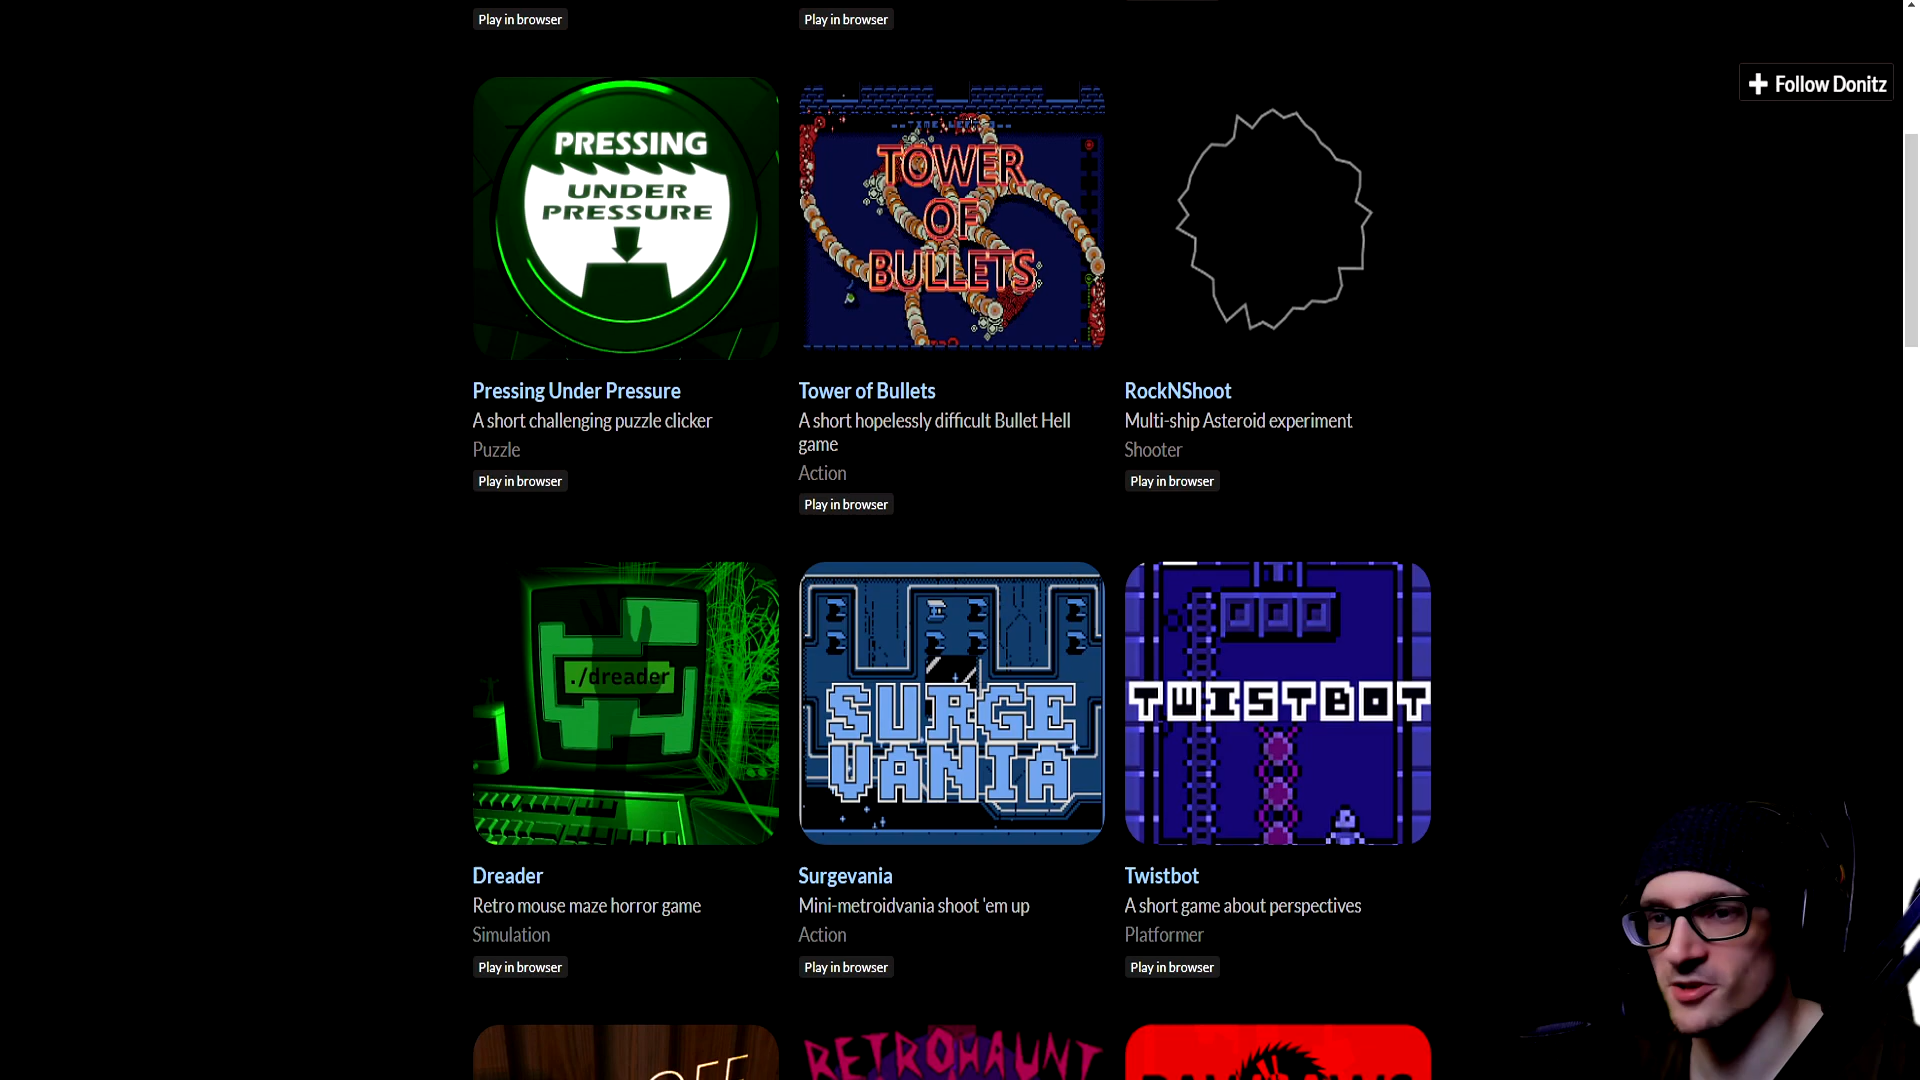 Play in browser
Play in browser
Follow Donitz
PRESSING
UNDER
PRESSURE
TOWER
OF
BULLETS
Pressing Under Pressure
A short challenging puzzle clicker
Puzzle
Play in browser
Tower of Bullets
A short hopelessly difficult Bullet Hell
game
Action
Play in browser
RockNShoot
Multi-ship Asteroid experiment
Shooter
Play in browser
./dreader
SURGE
VANIA
TWISTBOT
Dreader
Retro mouse maze horror game
Simulation
Play in browser
Surgevania
Mini-metroidvania shoot 'em up
Action
Play in browser
Twistbot
A short game about perspectives
Platformer
Play in browser
RETROHAUNT